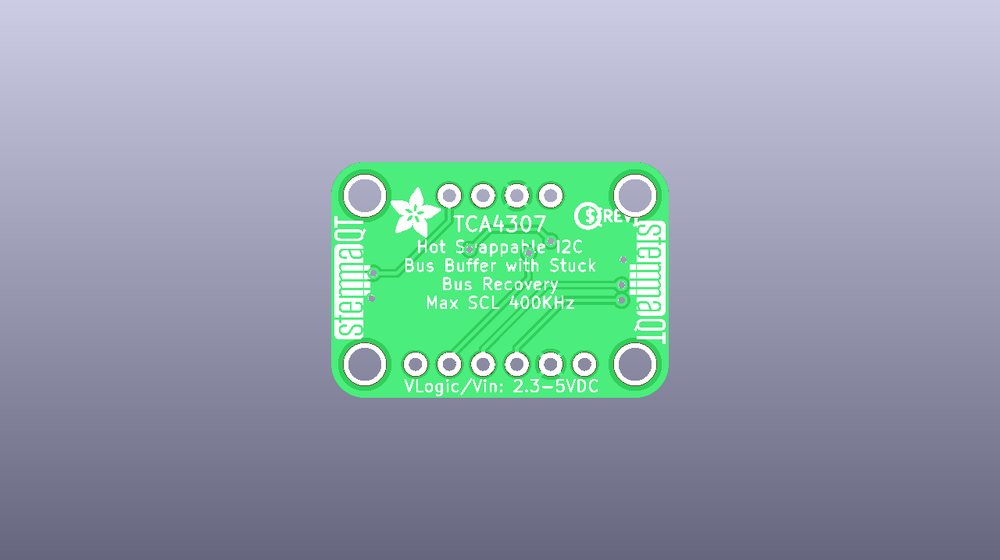 TCA4307
Hot Swappable I2C
Bus Buffer with Stuck
Bus Recovery
Max SCL 400KHz
VLogic/Vin: 2.3-5VDC
stemmaQT
stemmaQT